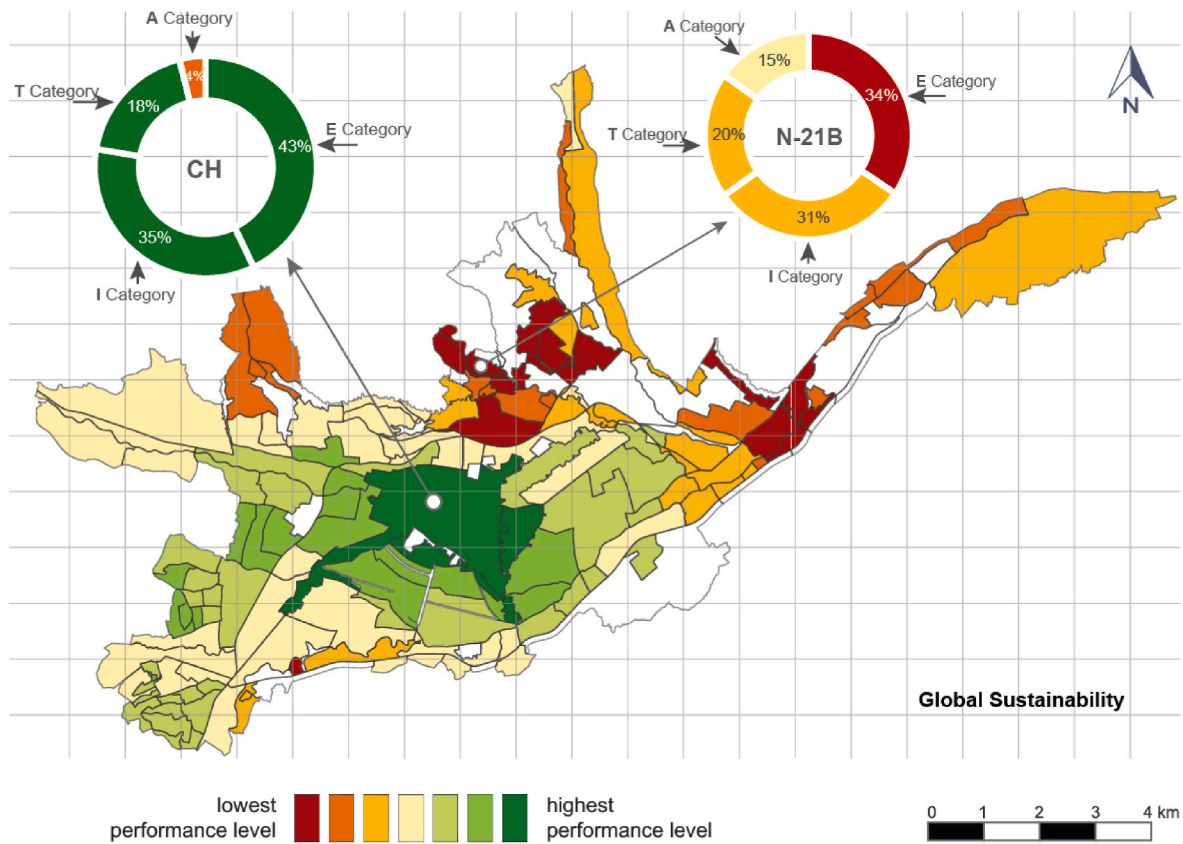 A Category
4%
T Category
18%
E Category
43%
CH
35%
I Category
A Category
15%
34%
E Category
T Category
20%
N-21B
31%
I Category
N
Global Sustainability
lowest
performance level
highest
performance level
0 1 2 3 4 km